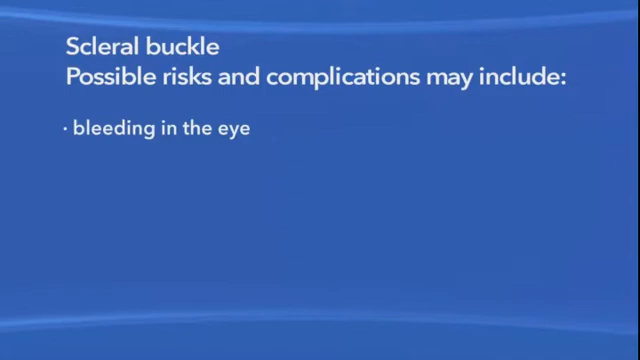 Scleral buckle
Possible risks and complications may include:
· bleeding in the eye